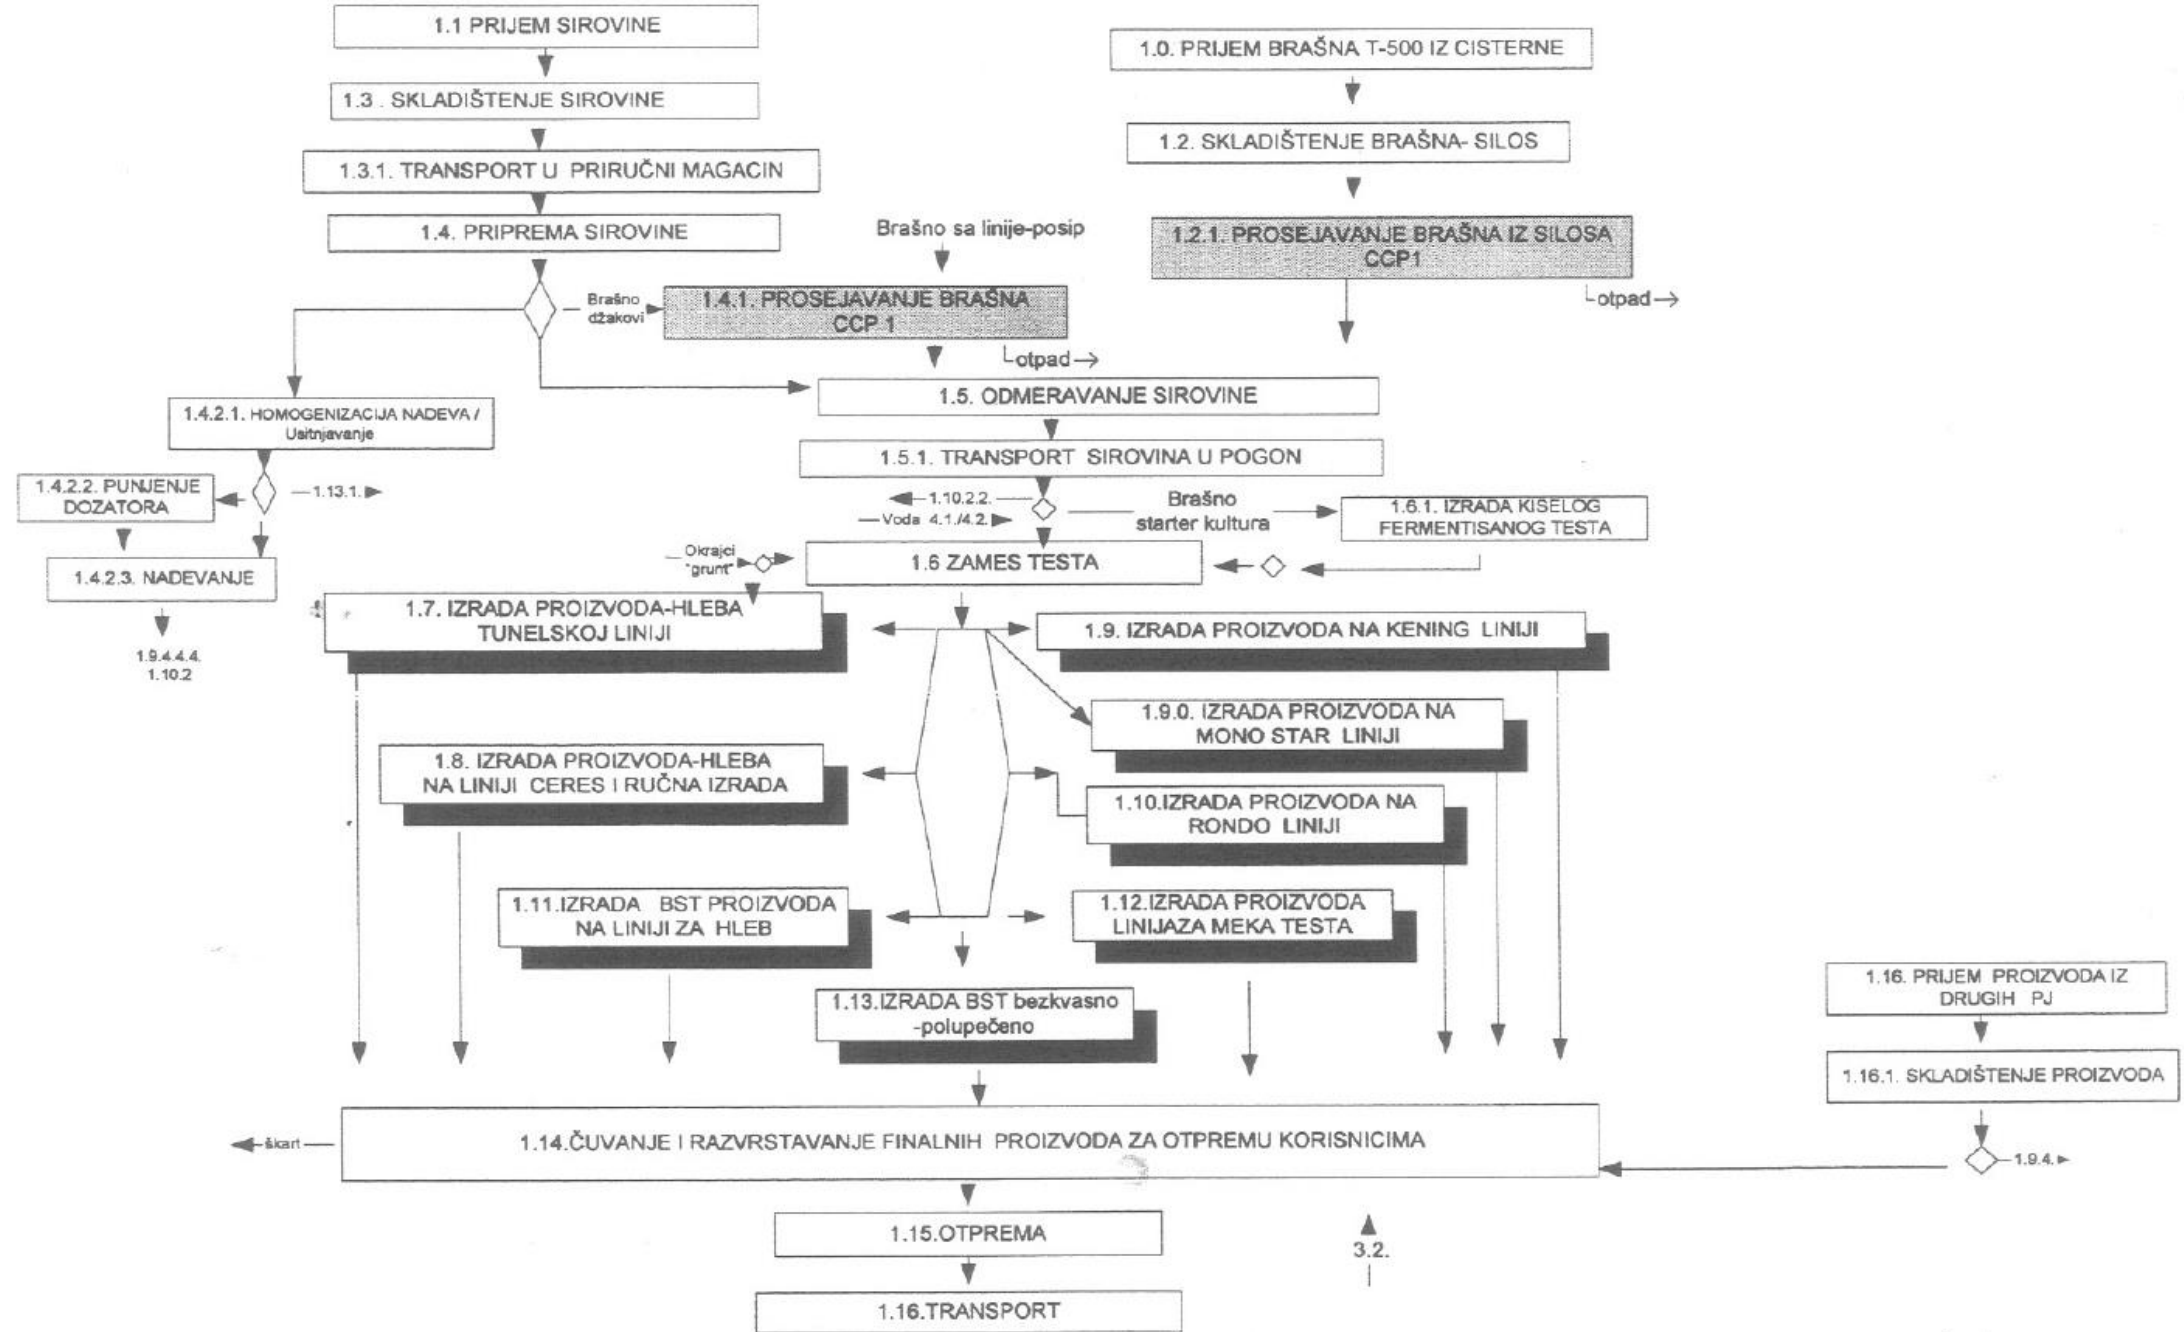 1.1 PRIJEM SIROVINE
1.0. PRIJEM BRAŠNA T-500 IZ CISTERNE
1.3 . SKLADIŠTENJE SIROVINE
1.2. SKLADIŠTENJE BRAŠNA- SILOS
1.3.1. TRANSPORT U PRIRUČNI MAGACIN
1.4. PRIPREMA SIROVINE
Brašno sa linije-posip
1.2.1. PROSEJAVANJE BRAŠNA IZ SILOSA
CCP1
otpad
Brašno
džakovi
1.4.1. PROSEJAVANJE BRAŠNA
CCP 1
otpad
1.5. ODMERAVANJE SIROVINE
1.4.2.1. HOMOGENIZACIJA NADEVA /
Usitnjavanje
1.5.1. TRANSPORT SIROVINA U POGON
1.4.2.2. PUNJENJE
DOZATORA
1.13.1.
1.10.2.2.
Voda 4.1./4.2.
Brašno
starter kultura
1.6.1. IZRADA KISELOG
FERMENTISANOG TESTA
1.4.2.3. NADEVANJE
Okrajci
"grunt"
1.6 ZAMES TESTA
1.9.4.4.4.
1.10.2
1.7. IZRADA PROIZVODA-HLEBA
TUNELSKOJ LINIJI
1.9. IZRADA PROIZVODA NA KENING LINIJI
1.9.0. IZRADA PROIZVODA NA
MONO STAR LINIJI
1.8. IZRADA PROIZVODA-HLEBA
NA LINIJI CERES I RUČNA IZRADA
1.10.IZRADA PROIZVODA NA
RONDO LINIJI
1.11.IZRADA BST PROIZVODA
NA LINIJI ZA HLEB
1.12.IZRADA PROIZVODA
LINIJAZA MEKA TESTA
1.13.IZRADA BST bezkvasno
-polupečeno
1.16. PRIJEM PROIZVODA IZ
DRUGIH PJ
1.16.1. SKLADIŠTENJE PROIZVODA
škart
1.14.ČUVANJE I RAZVRSTAVANJE FINALNIH PROIZVODA ZA OTPREMU KORISNICIMA
1.9.4.
1.15.OTPREMA
3.2.
1.16.TRANSPORT